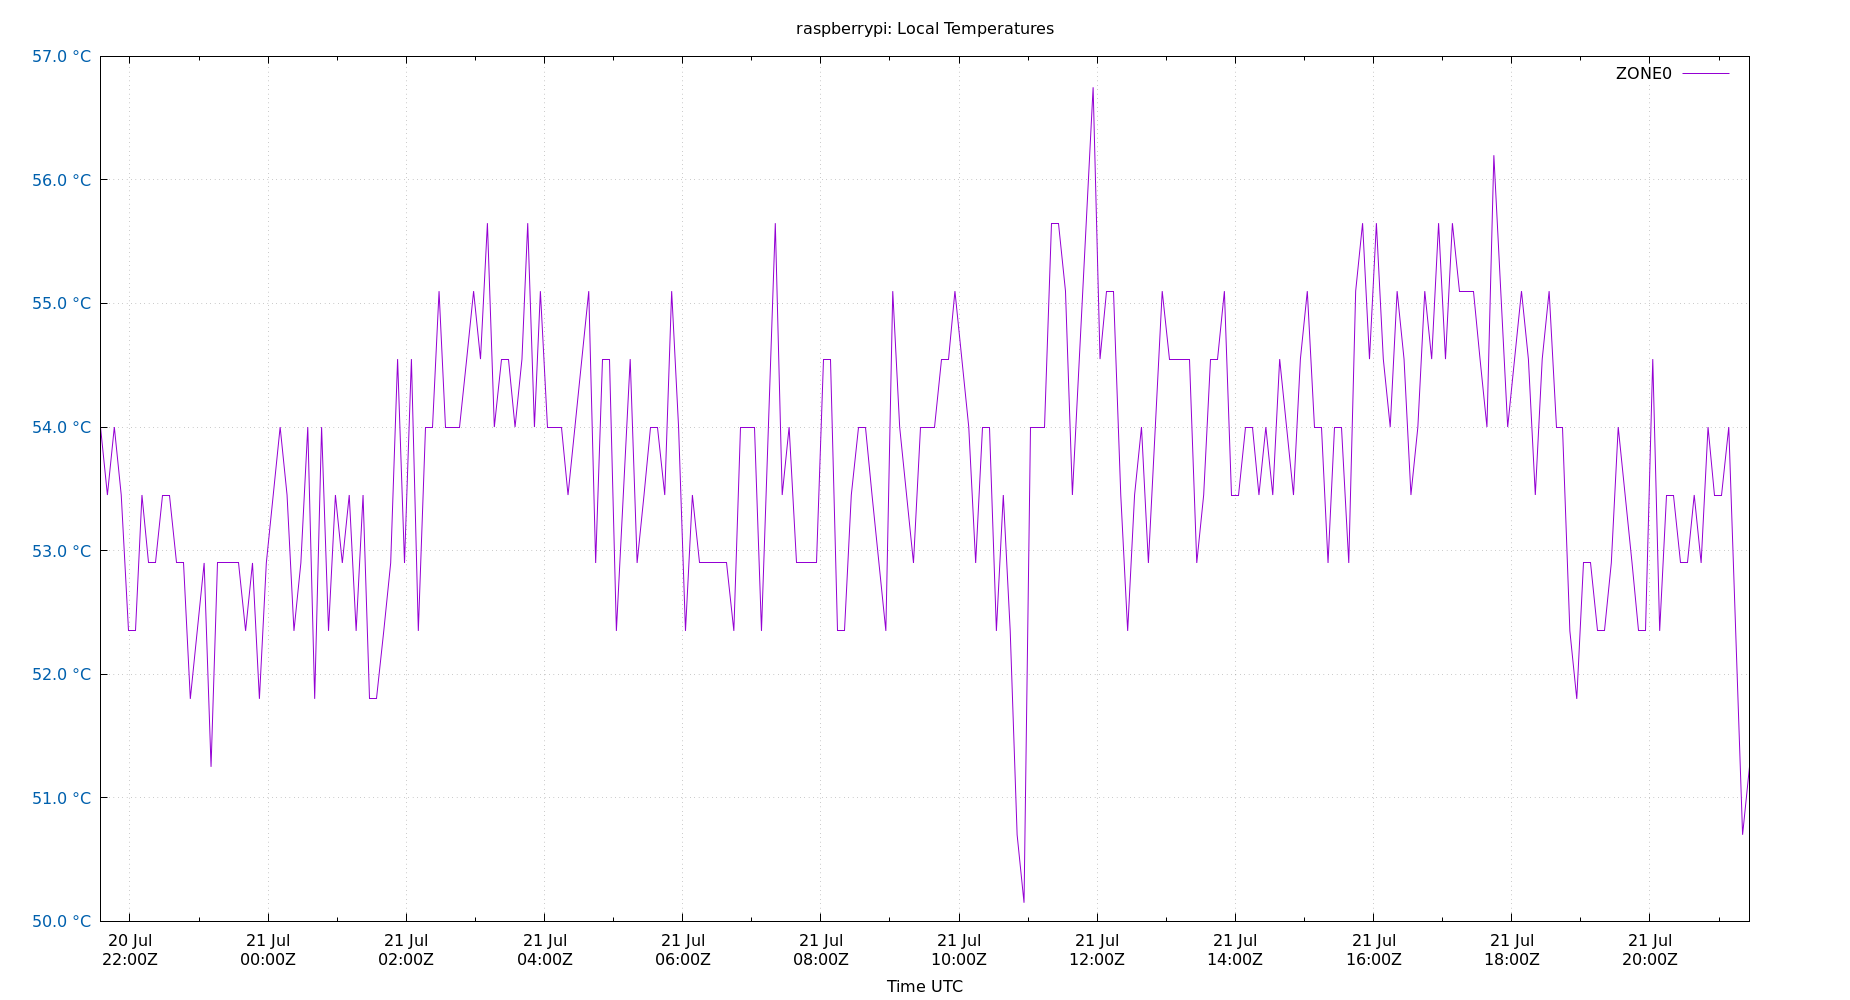 raspberrypi: Local Temperatures
57.0 °C
56.0 °C
55.0 °C
54.0 °C
53.0 °C
52.0 °C
51.0 °C
50.0 °C
ZONE0
20 Jul 21 Jul 21 Jul 21 Jul 21 Jul 21 Jul 21 Jul 21 Jul 21 Jul 21 Jul 21 Jul 21 Jul
22:00Z 00:00Z 02:00Z 04:00Z 06:00Z 08:00Z 10:00Z 12:00Z 14:00Z 16:00Z 18:00Z 20:00Z
Time UTC